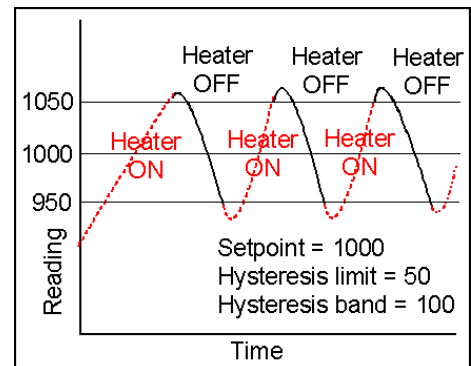 Heater Heater Heater
OFF OFF OFF
1050
Heater Heater Heater
1000
ON ON ON
950
Reading
Setpoint = 1000
Hysteresis limit = 50
Hysteresis band = 100
Time